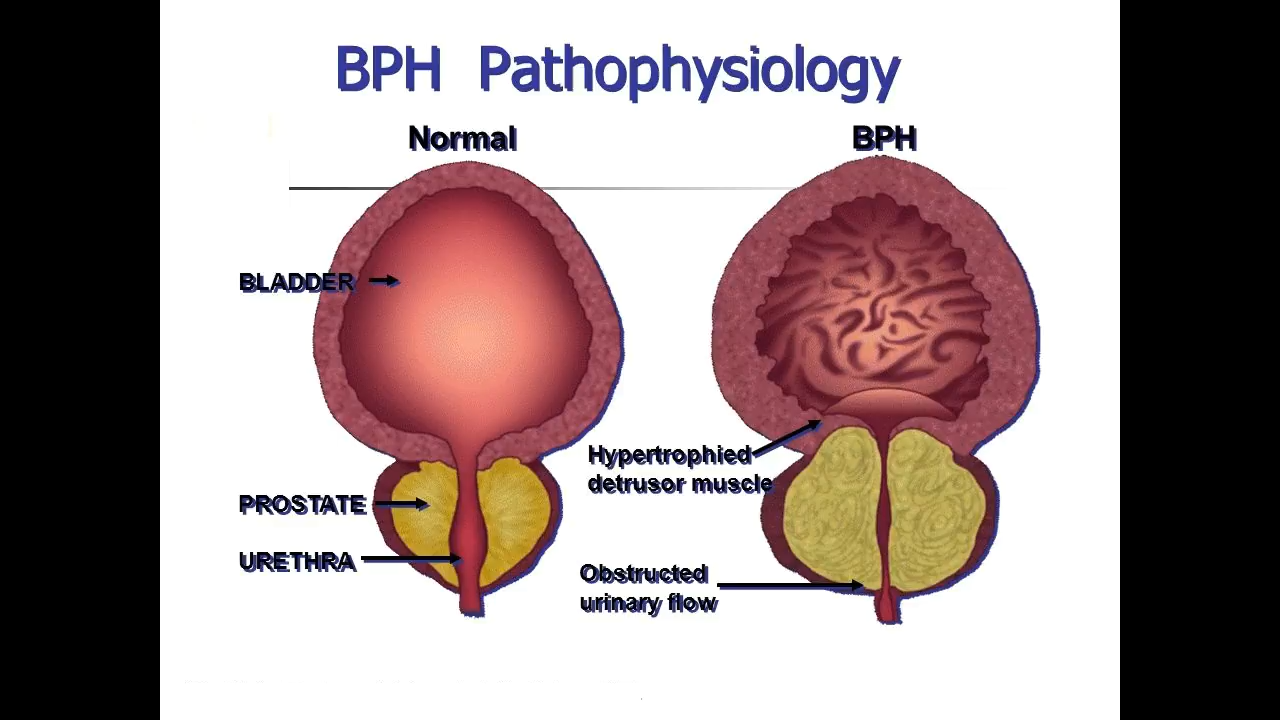 BPH Pathophysiology
Normal
BPH
BLADDER
Hypertrophied
detrusor muscle
PROSTATE
URETHRA
Obstructed
urinary flow